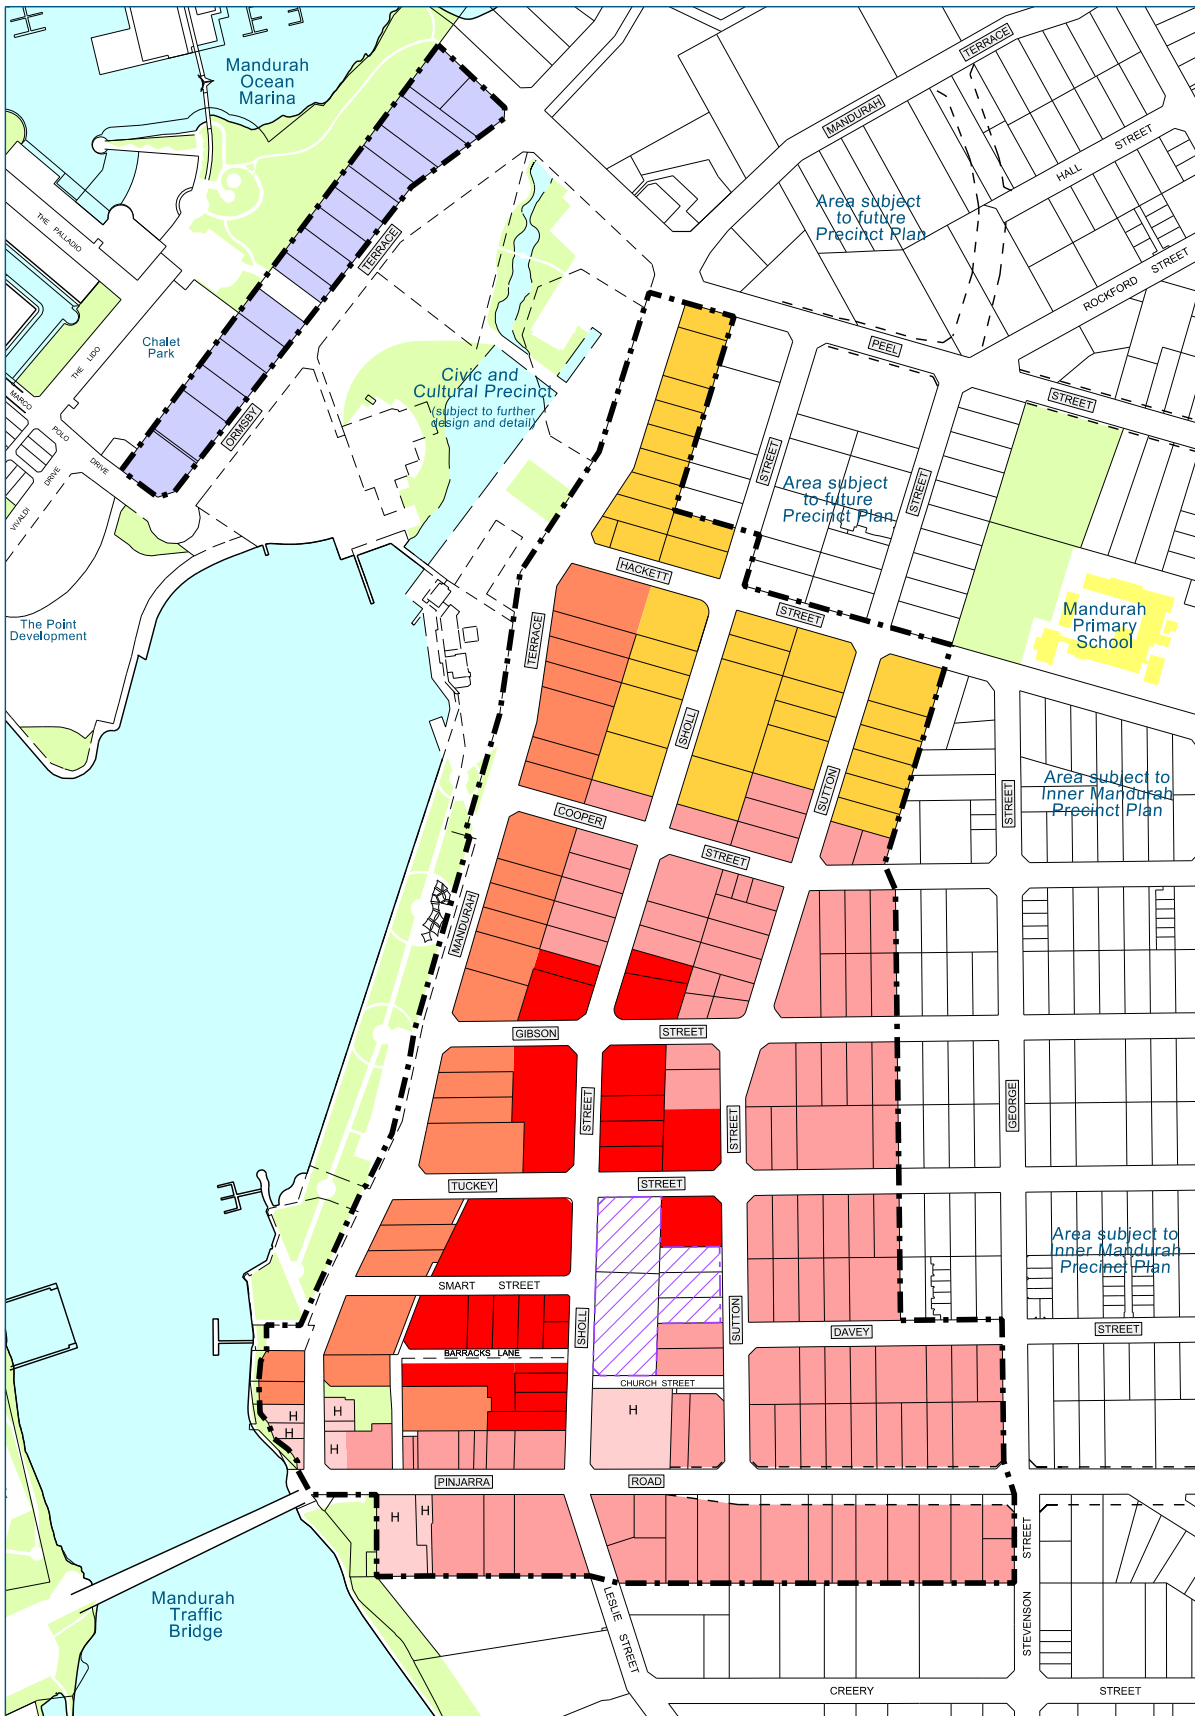 TERRACE
Mandurah
Ocean
Marina
MANDURAH
HALL STREET
Area subject
to future
Precinct Plan
THE PALLADIO
TERRACE
ROCKFORD STREET
Chalet
Park
THE LIDO
PEEL
Civic and
Cultural Precinct
(subject to further
design and detail)
MARCO
POLO
DRIVE
STREET
ORMSBY
VIVALDI
DRIVE
STREET
STREET
Area subject
to future
Precinct Plan
HACKETT
STREET
The Point
Development
Mandurah
Primary
School
TERRACE
SHOLL
SUTTON
STREET
Area subject to
Inner Mandurah
Precinct Plan
COOPER
STREET
MANDURAH
GIBSON
STREET
STREET
STREET
GEORGE
TUCKEY
STREET
Area subject to
Inner Mandurah
Precinct Plan
SMART STREET
SHOLL
SUTTON
DAVEY
STREET
BARRACKS LANE
CHURCH STREET
H
H
H
H
H
PINJARRA
ROAD
H
H
STREET
Mandurah
Traffic
Bridge
LESLIE STREET
STEVENSON
CREERY
STREET